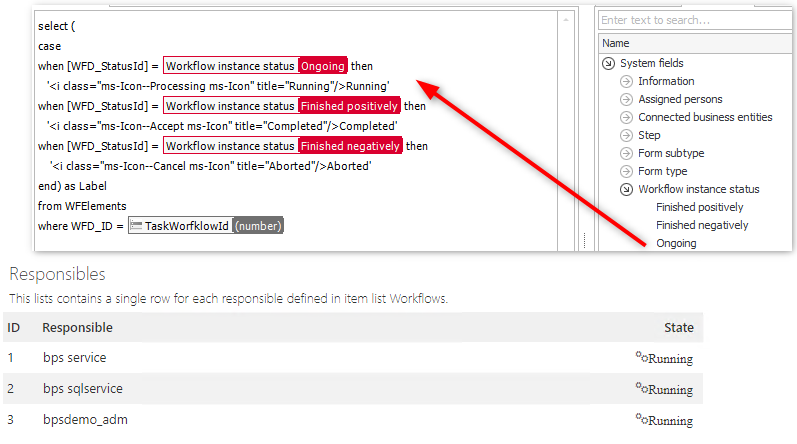 select (
case
when [WFD_StatusId] = Workflow instance status Ongoing then
'<i class="ms-Icon--Processing ms-Icon" title="Running"/>Running'
when [WFD_StatusId] = Workflow instance status Finished positively then
'<i class="ms-Icon--Accept ms-Icon" title="Completed"/>Completed'
when [WFD_StatusId] = Workflow instance status Finished negatively then
'<i class="ms-Icon--Cancel ms-Icon" title="Aborted"/>Aborted'
end) as Label
from WFElements
where WFD_ID = TaskWorfklowId (number)
Enter text to search...
Name
System fields
Information
Assigned persons
Connected business entities
Step
Form subtype
Form type
Workflow instance status
Finished positively
Finished negatively
Ongoing
Responsibles
This lists contains a single row for each responsible defined in item list Workflows.
ID Responsible State
1 bps service Running
2 bps sqlservice Running
3 bpsdemo_adm Running